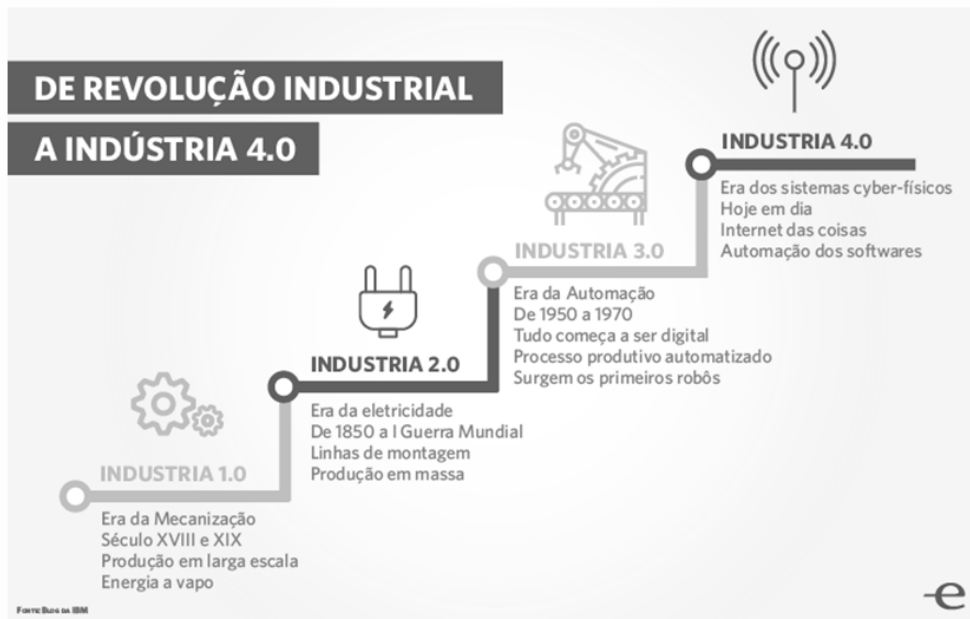 DE REVOLUÇÃO INDUSTRIAL
A INDÚSTRIA 4.0
INDUSTRIA 4.0
Era dos sistemas cyber-físicos
Hoje em dia
Internet das coisas
Automação dos softwares
INDUSTRIA 3.0
Era da Automação
De 1950 a 1970
Tudo começa a ser digital
Processo produtivo automatizado
Surgem os primeiros robôs
INDUSTRIA 2.0
Era da eletricidade
De 1850 a I Guerra Mundial
Linhas de montagem
Produção em massa
INDUSTRIA 1.0
Era da Mecanização
Século XVIII e XIX
Produção em larga escala
Energia a vapo
FONTE: BLOG DA IBM
e